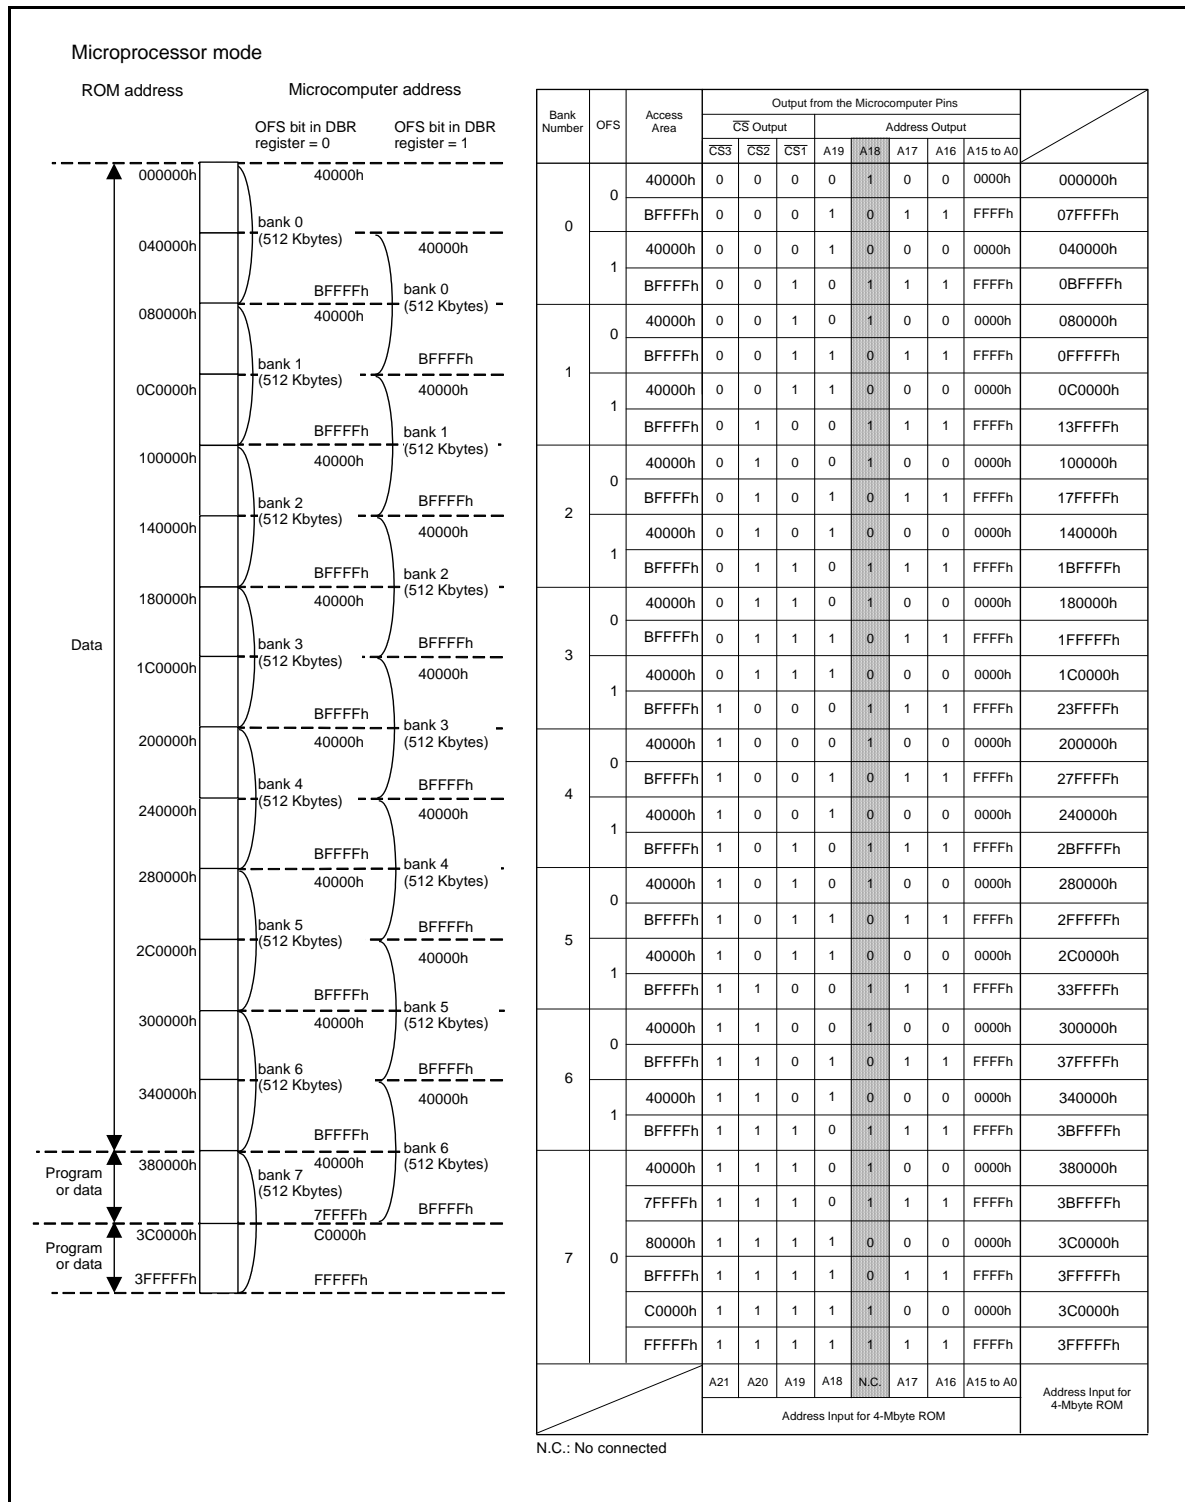 Microprocessor mode
ROM address
Microcomputer address
OFS bit in DBR register = 0
OFS bit in DBR register = 1
000000h 40000h
bank 0
(512 Kbytes)
040000h 40000h
BFFFFh bank 0
(512 Kbytes)
080000h 40000h
bank 1
(512 Kbytes)
BFFFFh
0C0000h 40000h
BFFFFh bank 1
(512 Kbytes)
100000h 40000h
bank 2
(512 Kbytes)
BFFFFh
140000h 40000h
BFFFFh bank 2
(512 Kbytes)
180000h 40000h
Data
bank 3
(512 Kbytes)
BFFFFh
1C0000h 40000h
BFFFFh bank 3
(512 Kbytes)
200000h 40000h
bank 4
(512 Kbytes)
BFFFFh
240000h 40000h
BFFFFh bank 4
(512 Kbytes)
280000h 40000h
bank 5
(512 Kbytes)
BFFFFh
2C0000h 40000h
BFFFFh bank 5
(512 Kbytes)
300000h 40000h
bank 6
(512 Kbytes)
BFFFFh
340000h 40000h
BFFFFh bank 6
(512 Kbytes)
380000h 40000h
Program or data
bank 7
(512 Kbytes)
7FFFFh BFFFFh
3C0000h C0000h
Program or data
3FFFFFh FFFFFh
Bank Number OFS Access Area Output from the Microcomputer Pins
CS Output Address Output
CS3 CS2 CS1 A19 A18 A17 A16 A15 to A0
0 0 40000h 0 0 0 0 1 0 0 0000h 000000h
BFFFFh 0 0 0 1 0 1 1 FFFFh 07FFFFh
1 40000h 0 0 0 1 0 0 0 0000h 040000h
BFFFFh 0 0 1 0 1 1 1 FFFFh 0BFFFFh
1 0 40000h 0 0 1 0 1 0 0 0000h 080000h
BFFFFh 0 0 1 1 0 1 1 FFFFh 0FFFFFh
1 40000h 0 0 1 1 0 0 0 0000h 0C0000h
BFFFFh 0 1 0 0 1 1 1 FFFFh 13FFFFh
2 0 40000h 0 1 0 0 1 0 0 0000h 100000h
BFFFFh 0 1 0 1 0 1 1 FFFFh 17FFFFh
1 40000h 0 1 0 1 0 0 0 0000h 140000h
BFFFFh 0 1 1 0 1 1 1 FFFFh 1BFFFFh
3 0 40000h 0 1 1 0 1 0 0 0000h 180000h
BFFFFh 0 1 1 1 0 1 1 FFFFh 1FFFFFh
1 40000h 0 1 1 1 0 0 0 0000h 1C0000h
BFFFFh 1 0 0 0 1 1 1 FFFFh 23FFFFh
4 0 40000h 1 0 0 0 1 0 0 0000h 200000h
BFFFFh 1 0 0 1 0 1 1 FFFFh 27FFFFh
1 40000h 1 0 0 1 0 0 0 0000h 240000h
BFFFFh 1 0 1 0 1 1 1 FFFFh 2BFFFFh
5 0 40000h 1 0 1 0 1 0 0 0000h 280000h
BFFFFh 1 0 1 1 0 1 1 FFFFh 2FFFFFh
1 40000h 1 0 1 1 0 0 0 0000h 2C0000h
BFFFFh 1 1 0 0 1 1 1 FFFFh 33FFFFh
6 0 40000h 1 1 0 0 1 0 0 0000h 300000h
BFFFFh 1 1 0 1 0 1 1 FFFFh 37FFFFh
1 40000h 1 1 0 1 0 0 0 0000h 340000h
BFFFFh 1 1 1 0 1 1 1 FFFFh 3BFFFFh
7 0 40000h 1 1 1 0 1 0 0 0000h 380000h
7FFFFh 1 1 1 0 1 1 1 FFFFh 3BFFFFh
80000h 1 1 1 1 0 0 0 0000h 3C0000h
BFFFFh 1 1 1 1 0 1 1 FFFFh 3FFFFFh
C0000h 1 1 1 1 1 0 0 0000h 3C0000h
FFFFFh 1 1 1 1 1 1 1 FFFFh 3FFFFFh
A21 A20 A19 A18 N.C. A17 A16 A15 to A0 Address Input for 4-Mbyte ROM
Address Input for 4-Mbyte ROM
N.C.: No connected